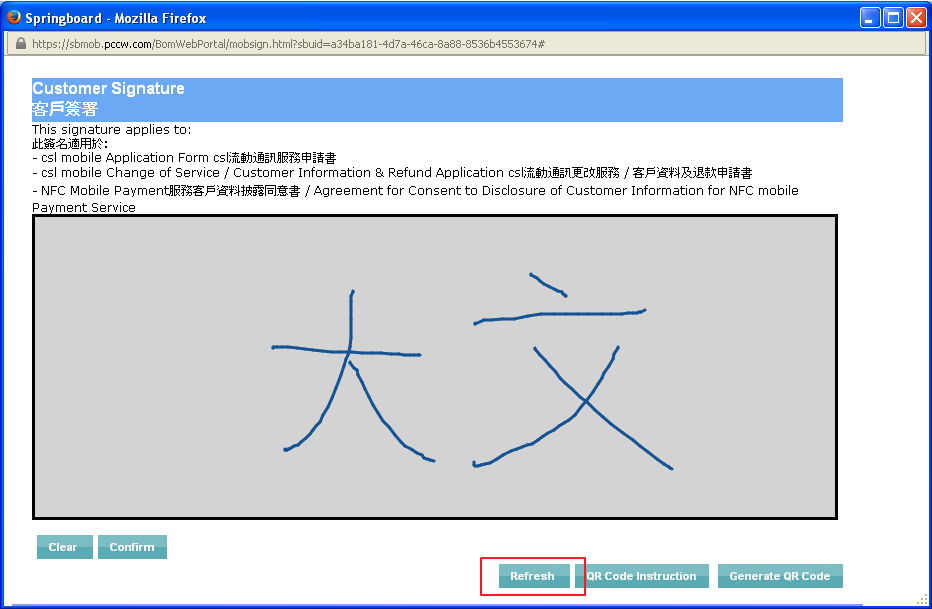 Springboard - Mozilla Firefox
https://sbmob.pccw.com/BomWebPortal/mobsign.html?sbuid=a34ba181-4d7a-46ca-8a88-8536b4553674#
Customer Signature
客戶簽署
This signature applies to:
此簽名適用於:
- csl mobile Application Form csl流動通訊服務申請書
- csl mobile Change of Service / Customer Information & Refund Application csl流動通訊更改服務 / 客戶資料及退款申請書
- NFC Mobile Payment服務客戶資料披露同意書 / Agreement for Consent to Disclosure of Customer Information for NFC mobile
Payment Service
大文
Clear Confirm
Refresh QR Code Instruction Generate QR Code